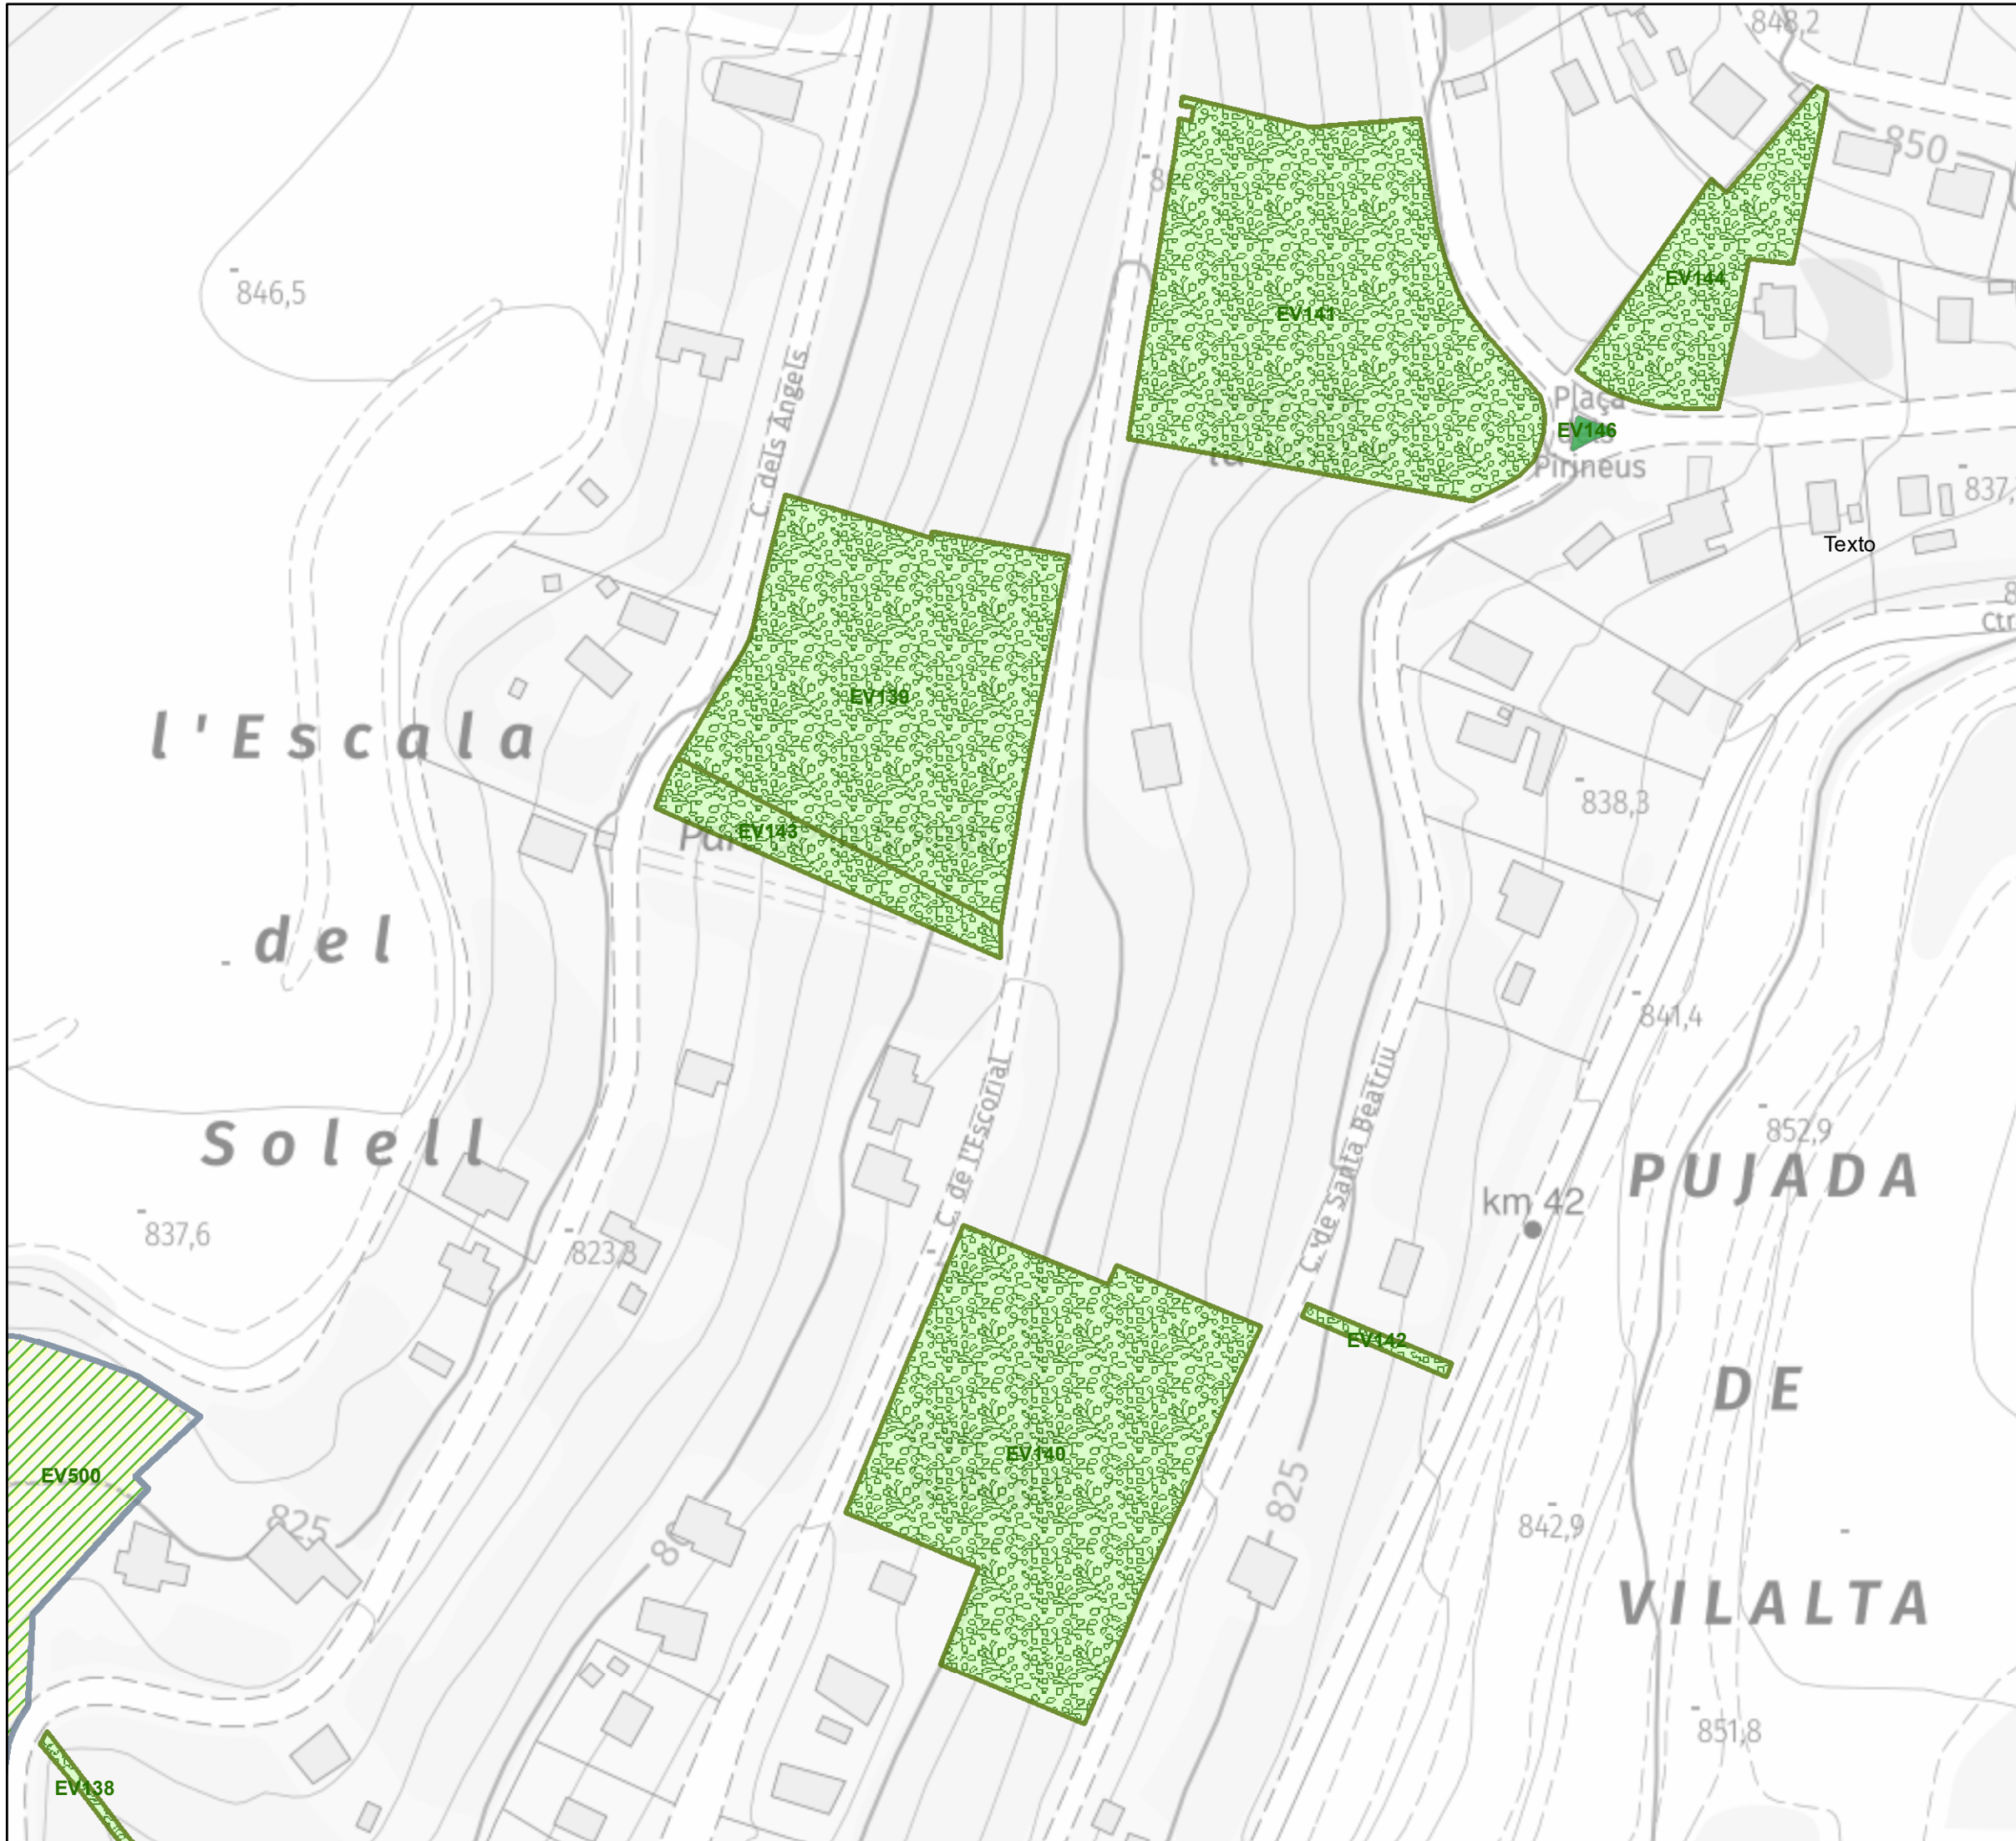 848,2
850
846,5
EV144
EV141
C. dels Àngels
Plaça
EV146
Pirineus
837,
Texto
Ctr
EV139
l'Escala
838,3
EV143
del
841,4
C. de l'Escorial
C. de Santa Beatriu
852,9
Solell
PUJADA
km 42
837,6
823,3
EV142
DE
EV140
EV500
825
825
842,9
VILALTA
851,8
EV138